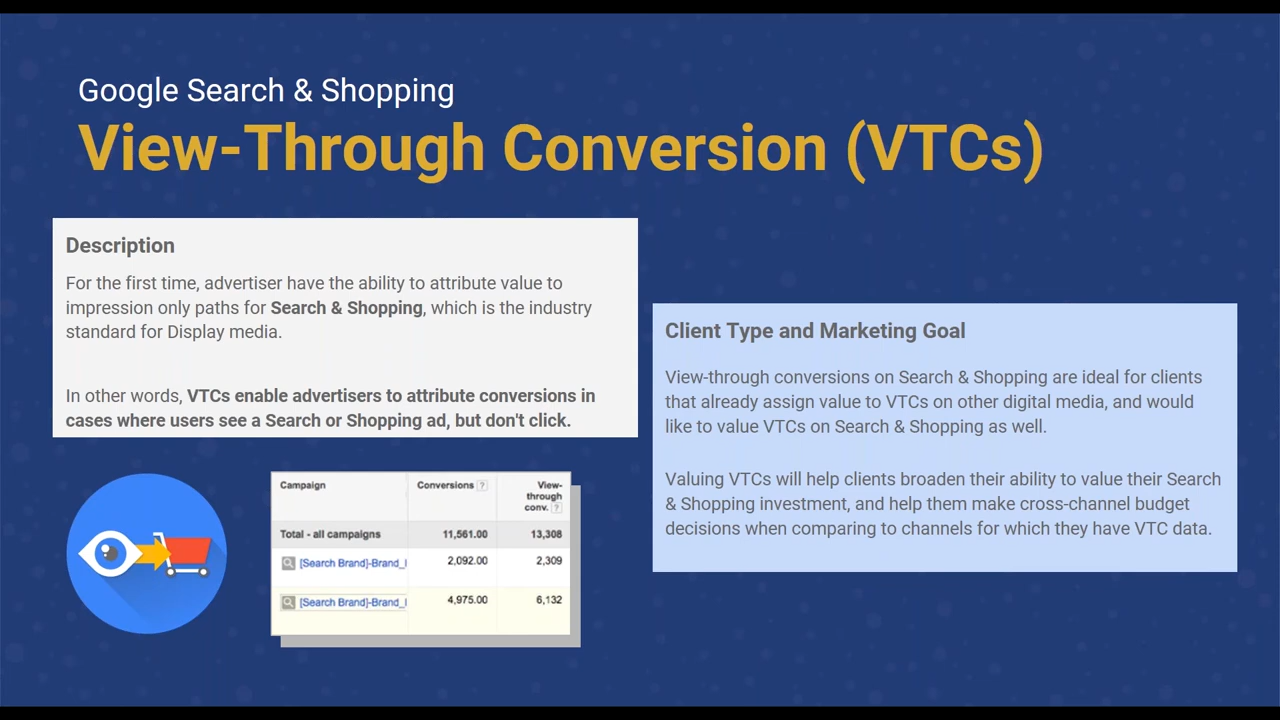 Google Search & Shopping
View-Through Conversion (VTCs)
Description
For the first time, advertiser have the ability to attribute value to
impression only paths for Search & Shopping, which is the industry
standard for Display media.
In other words, VTCs enable advertisers to attribute conversions in
cases where users see a Search or Shopping ad, but don't click.
Client Type and Marketing Goal
View-through conversions on Search & Shopping are ideal for clients
that already assign value to VTCs on other digital media, and would
like to value VTCs on Search & Shopping as well.
Valuing VTCs will help clients broaden their ability to value their Search
& Shopping investment, and help them make cross-channel budget
decisions when comparing to channels for which they have VTC data.
Campaign Conversions ? View-
through
conv. ?
Total - all campaigns 11,561.00 13,308
[Search Brand]-Brand_ 2,092.00 2,309
[Search Brand]-Brand_ 4,975.00 6,132